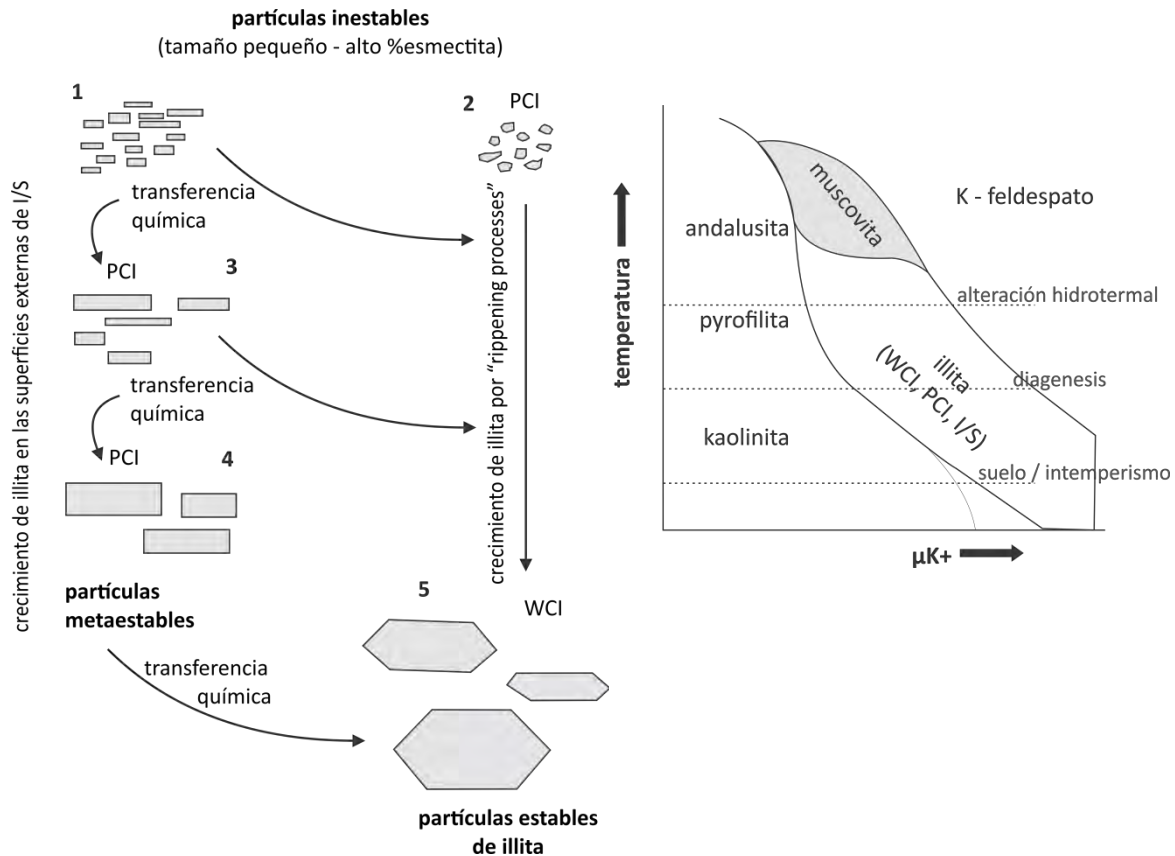 partículas inestables
(tamaño pequeño - alto %esmectita)
1
2
PCI
transferencia
química
PCI
3
transferencia
química
PCI
4
partículas
metaestables
transferencia
química
5
WCI
partículas estables
de illita
crecimiento de illita en las superficies externas de I/S
crecimiento de illita por “rippening processes”
temperatura
muscovita
K - feldespato
andalusita
alteración hidrotermal
pyrofilita
illita
(WCI, PCI, I/S)
diagenesis
kaolinita
suelo / intemperismo
µK+